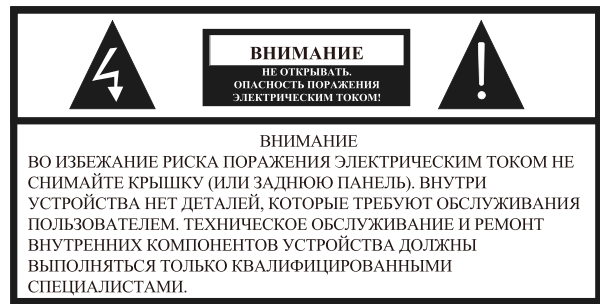 ВНИМАНИЕ
НЕ ОТКРЫВАТЬ.
ОПАСНОСТЬ ПОРАЖЕНИЯ
ЭЛЕКТРИЧЕСКИМ ТОКОМ!
ВНИМАНИЕ
ВО ИЗБЕЖАНИЕ РИСКА ПОРАЖЕНИЯ ЭЛЕКТРИЧЕСКИМ ТОКОМ НЕ
СНИМАЙТЕ КРЫШКУ (ИЛИ ЗАДНЮЮ ПАНЕЛЬ). ВНУТРИ
УСТРОЙСТВА НЕТ ДЕТАЛЕЙ, КОТОРЫЕ ТРЕБУЮТ ОБСЛУЖИВАНИЯ
ПОЛЬЗОВАТЕЛЕМ. ТЕХНИЧЕСКОЕ ОБСЛУЖИВАНИЕ И РЕМОНТ
ВНУТРЕННИХ КОМПОНЕНТОВ УСТРОЙСТВА ДОЛЖНЫ
ВЫПОЛНЯТЬСЯ ТОЛЬКО КВАЛИФИЦИРОВАННЫМИ
СПЕЦИАЛИСТАМИ.